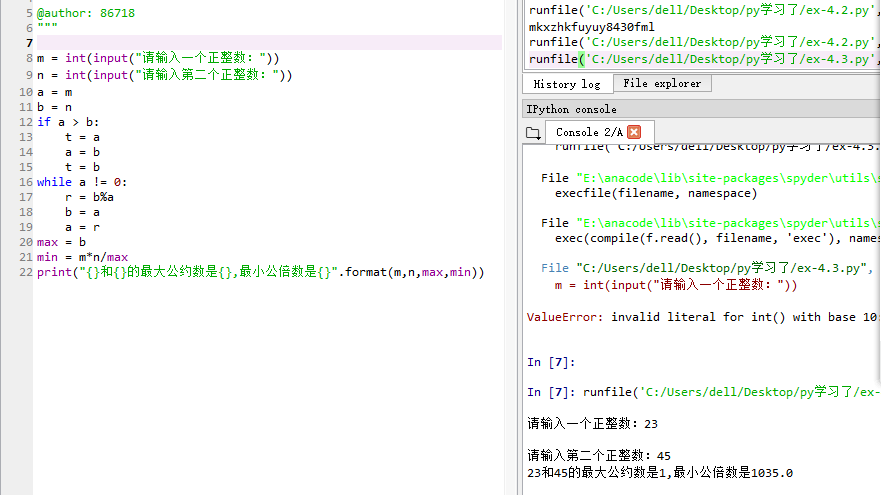 5 @author: 86718
6 """
7
8 m = int(input("请输入一个正整数: "))
9 n = int(input("请输入第二个正整数: "))
10 a = m
11 b = n
12 if a > b:
13     t = a
14     a = b
15     t = b
16 while a != 0:
17     r = b%a
18     b = a
19     a = r
20 max = b
21 min = m*n/max
22 print("{}和{}的最大公约数是{},最小公倍数是{}".format(m,n,max,min))
runfile('C:/Users/dell/Desktop/py学习了/ex-4.2.py',
mkxzhkfuyuy8430fml
runfile('C:/Users/dell/Desktop/py学习了/ex-4.2.py',
runfile('C:/Users/dell/Desktop/py学习了/ex-4.3.py',
History log File explorer
IPython console
Console 2/A
runfile('C:/Users/dell/Desktop/py学习了/ex-4.3.
File "E:\anacode\lib\site-packages\spyder\utils\s
execfile(filename, namespace)
File "E:\anacode\lib\site-packages\spyder\utils\s
exec(compile(f.read(), filename, 'exec'), names
File "C:/Users/dell/Desktop/py学习了/ex-4.3.py",
m = int(input("请输入一个正整数: "))
ValueError: invalid literal for int() with base 10:
In [7]:
In [7]: runfile('C:/Users/dell/Desktop/py学习了/ex-
请输入一个正整数: 23
请输入第二个正整数: 45
23和45的最大公约数是1,最小公倍数是1035.0